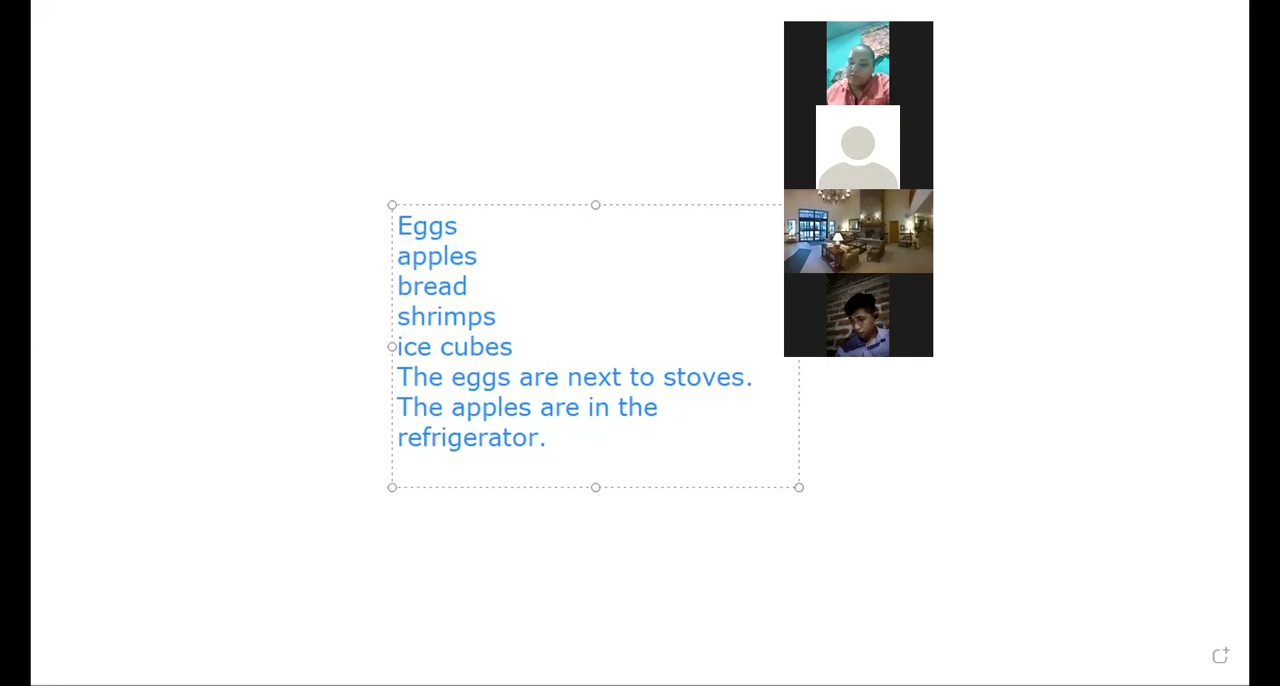 Eggs
apples
bread
shrimps
ice cubes
The eggs are next to stoves.
The apples are in the
refrigerator.